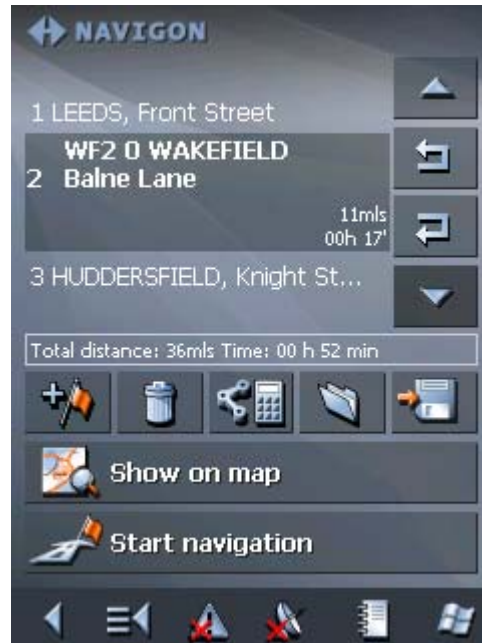 NAVIGON
1 LEEDS, Front Street
WF2 0 WAKEFIELD
2 Balne Lane
11mls
00h 17'
3 HUDDERSFIELD, Knight St...
Total distance: 36mls Time: 00 h 52 min
Show on map
Start navigation